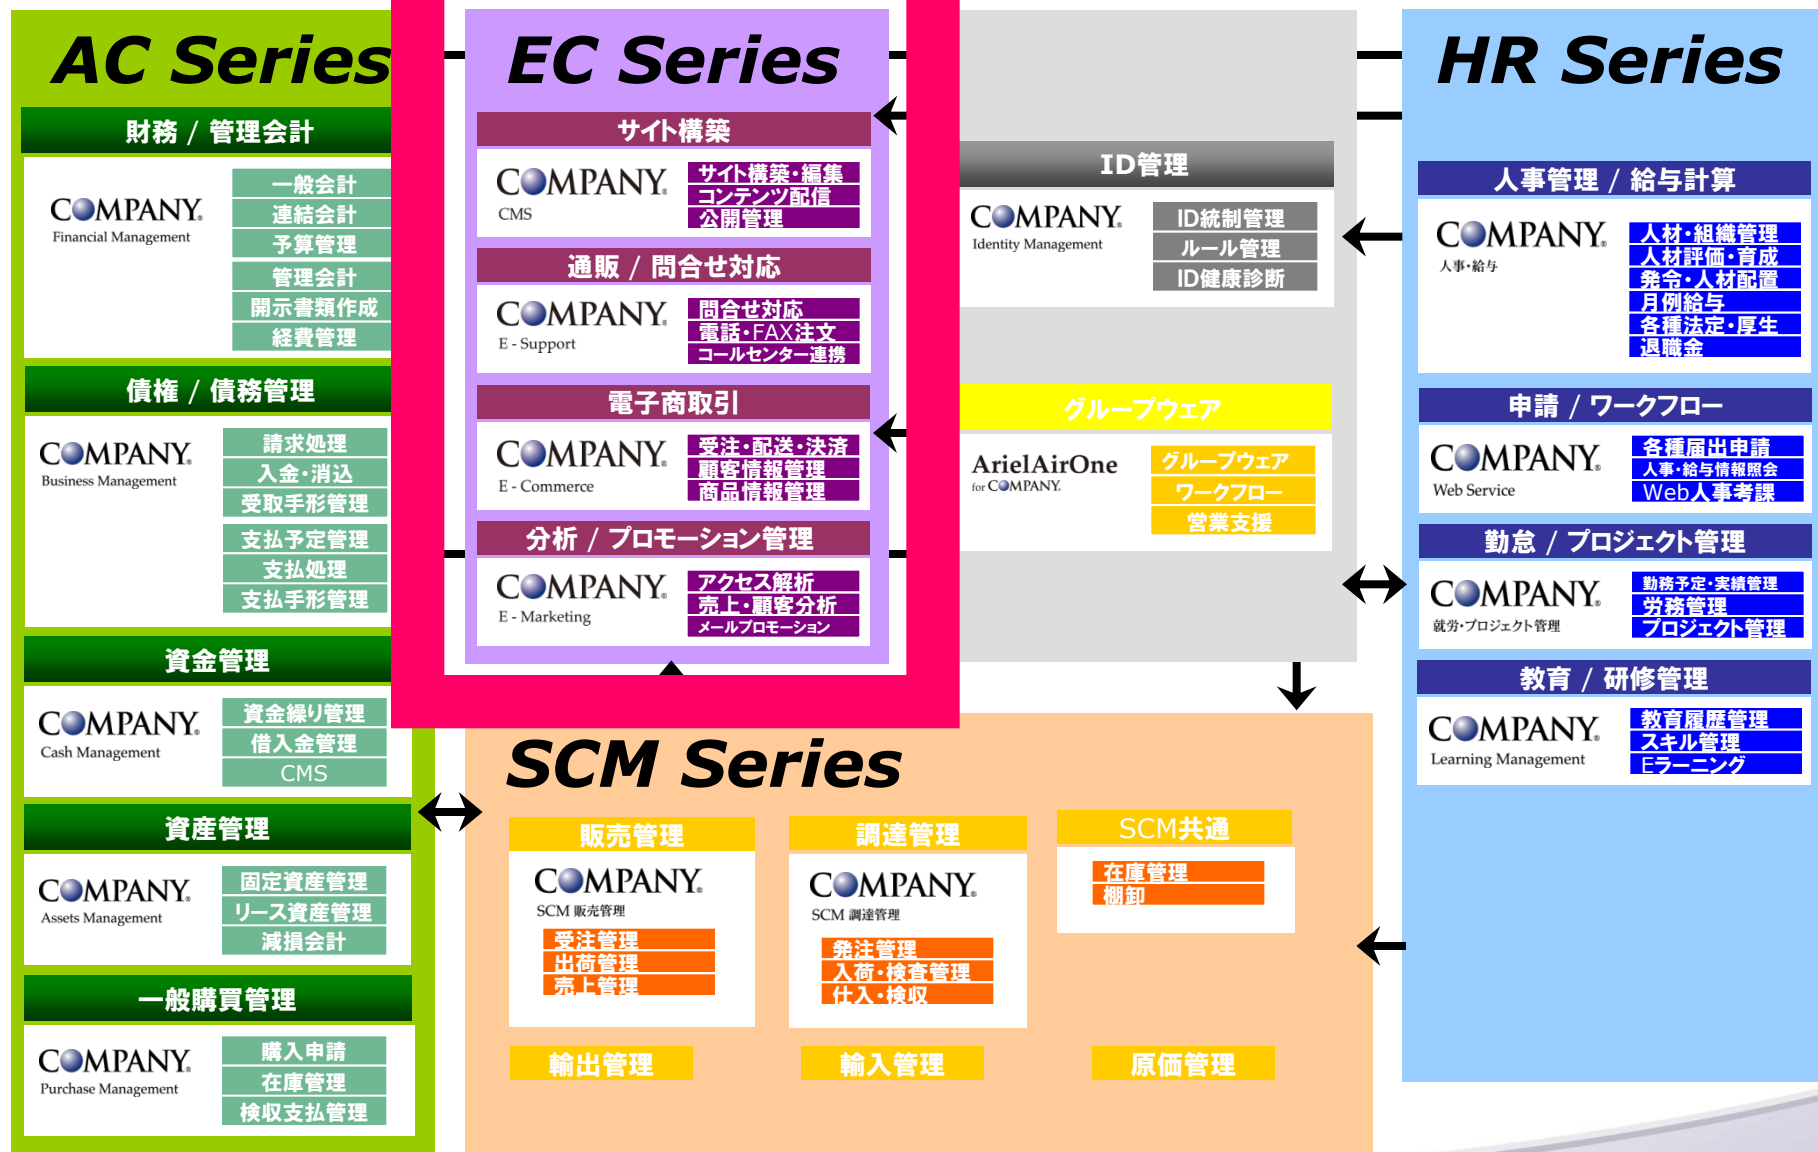 AC Series
財務 / 管理会計
COMPANY®
Financial Management
一般会計
連結会計
予算管理
管理会計
開示書類作成
経費管理
債権 / 債務管理
COMPANY®
Business Management
請求処理
入金・消込
受取手形管理
支払予定管理
支払処理
支払手形管理
資金管理
COMPANY®
Cash Management
資金繰り管理
借入金管理
CMS
資産管理
COMPANY®
Assets Management
固定資産管理
リース資産管理
減損会計
一般購買管理
COMPANY®
Purchase Management
購入申請
在庫管理
検収支払管理
EC Series
サイト構築
COMPANY®
CMS
サイト構築・編集
コンテンツ配信
公開管理
通販 / 問合せ対応
COMPANY®
E - Support
問合せ対応
電話・FAX注文
コールセンター連携
電子商取引
COMPANY®
E - Commerce
受注・配送・決済
顧客情報管理
商品情報管理
分析 / プロモーション管理
COMPANY®
E - Marketing
アクセス解析
売上・顧客分析
メールプロモーション
ID管理
COMPANY®
Identity Management
ID統制管理
ルール管理
ID健康診断
グループウェア
ArielAirOne
for COMPANY®
グループウェア
ワークフロー
営業支援
SCM Series
販売管理
COMPANY®
SCM 販売管理
受注管理
出荷管理
売上管理
調達管理
COMPANY®
SCM 調達管理
発注管理
入荷・検査管理
仕入・検収
SCM共通
在庫管理
棚卸
輸出管理
輸入管理
原価管理
HR Series
人事管理 / 給与計算
COMPANY®
人事・給与
人材・組織管理
人材評価・育成
発令・人材配置
月例給与
各種法定・厚生
退職金
申請 / ワークフロー
COMPANY®
Web Service
各種届出申請
人事・給与情報照会
Web人事考課
勤怠 / プロジェクト管理
COMPANY®
就労・プロジェクト管理
勤務予定・実績管理
労務管理
プロジェクト管理
教育 / 研修管理
COMPANY®
Learning Management
教育履歴管理
スキル管理
Eラーニング